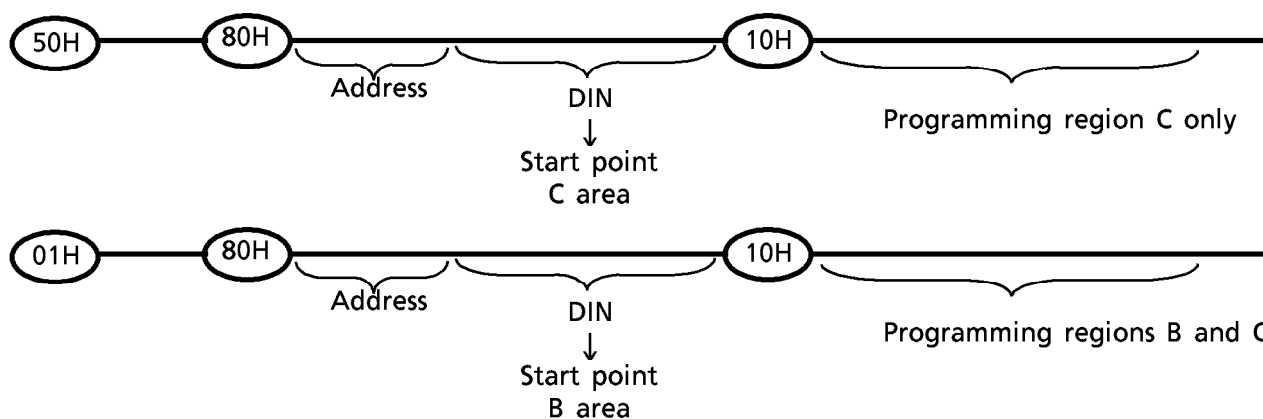 50H 80H 10H
Address DIN
Programming region C only
Start point
C area
01H 80H 10H
Address DIN
Programming regions B and C
Start point
B area